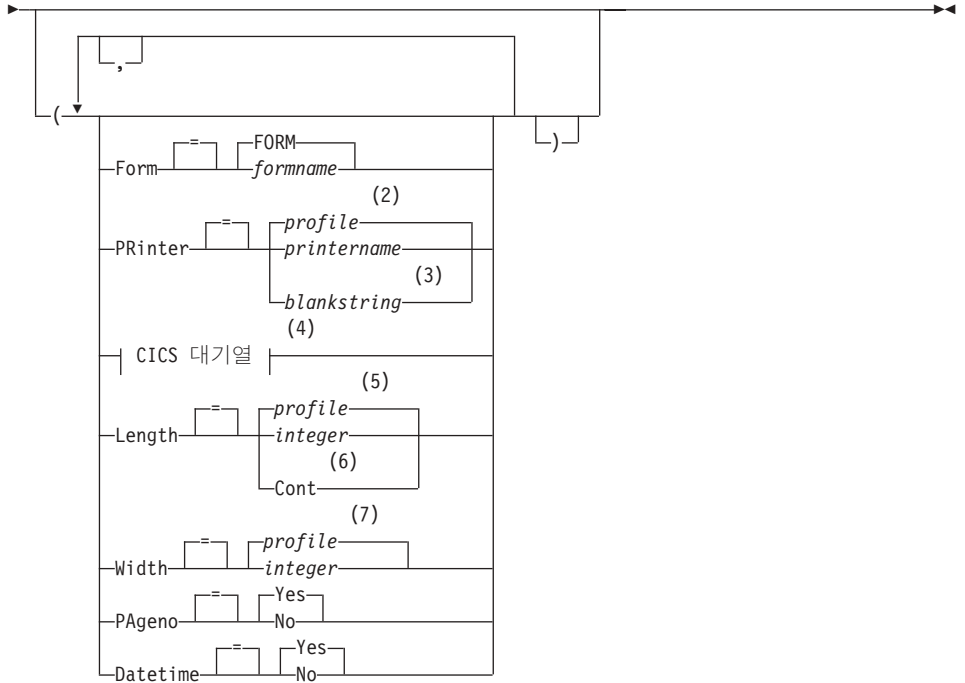 ,
(
)
= FORM
Form formname
(2)
= profile
PRinter printername
(3)
blankstring
(4)
CICS 대기열
(5)
= profile
Length integer
(6)
Cont
(7)
= profile
Width integer
= Yes
PAgeno No
= Yes
Datetime No